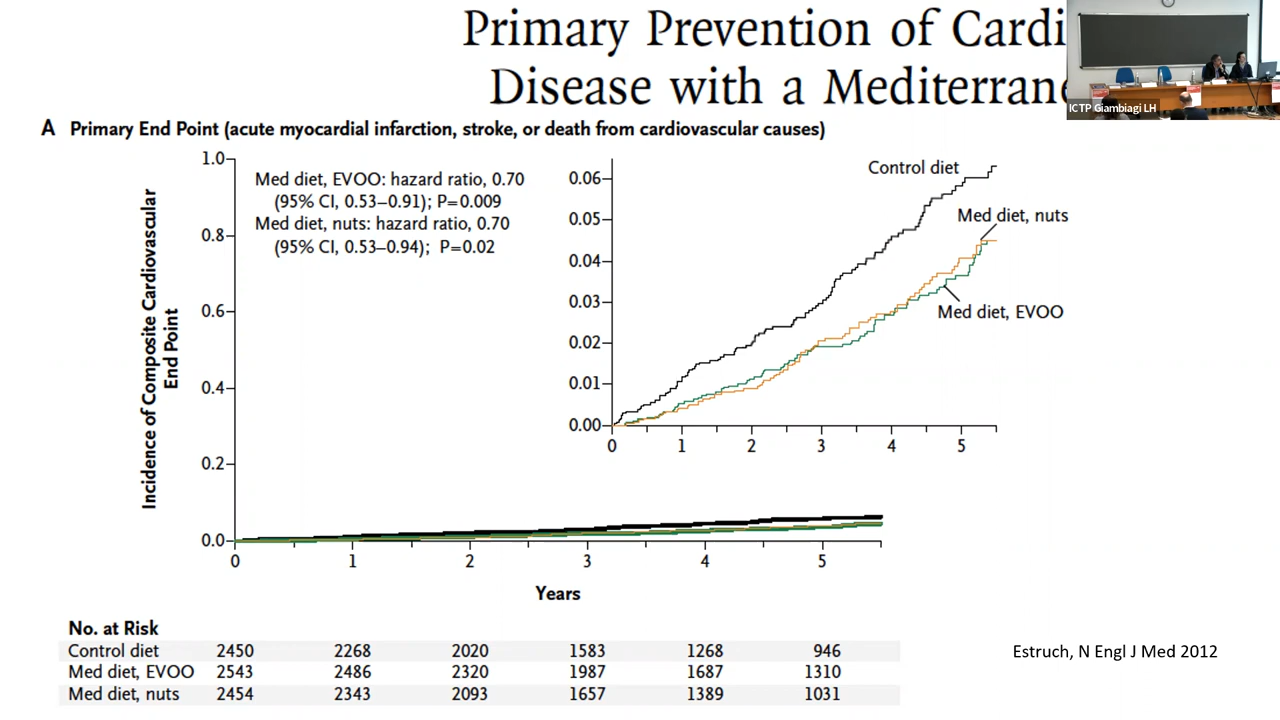 Primary Prevention of Cardi
Disease with a Mediterrane
ICTP Giambiagi LH
A Primary End Point (acute myocardial infarction, stroke, or death from cardiovascular causes)
Incidence of Composite Cardiovascular
End Point
1.0
0.8
0.6
0.4
0.2
0.0
Med diet, EVOO: hazard ratio, 0.70
(95% CI, 0.53–0.91); P=0.009
Med diet, nuts: hazard ratio, 0.70
(95% CI, 0.53–0.94); P=0.02
0.06
0.05
0.04
0.03
0.02
0.01
0.00
Control diet
Med diet, nuts
Med diet, EVOO
0 1 2 3 4 5
0 1 2 3 4 5
Years
No. at Risk
Control diet 2450 2268 2020 1583 1268 946
Med diet, EVOO 2543 2486 2320 1987 1687 1310
Med diet, nuts 2454 2343 2093 1657 1389 1031
Estruch, N Engl J Med 2012